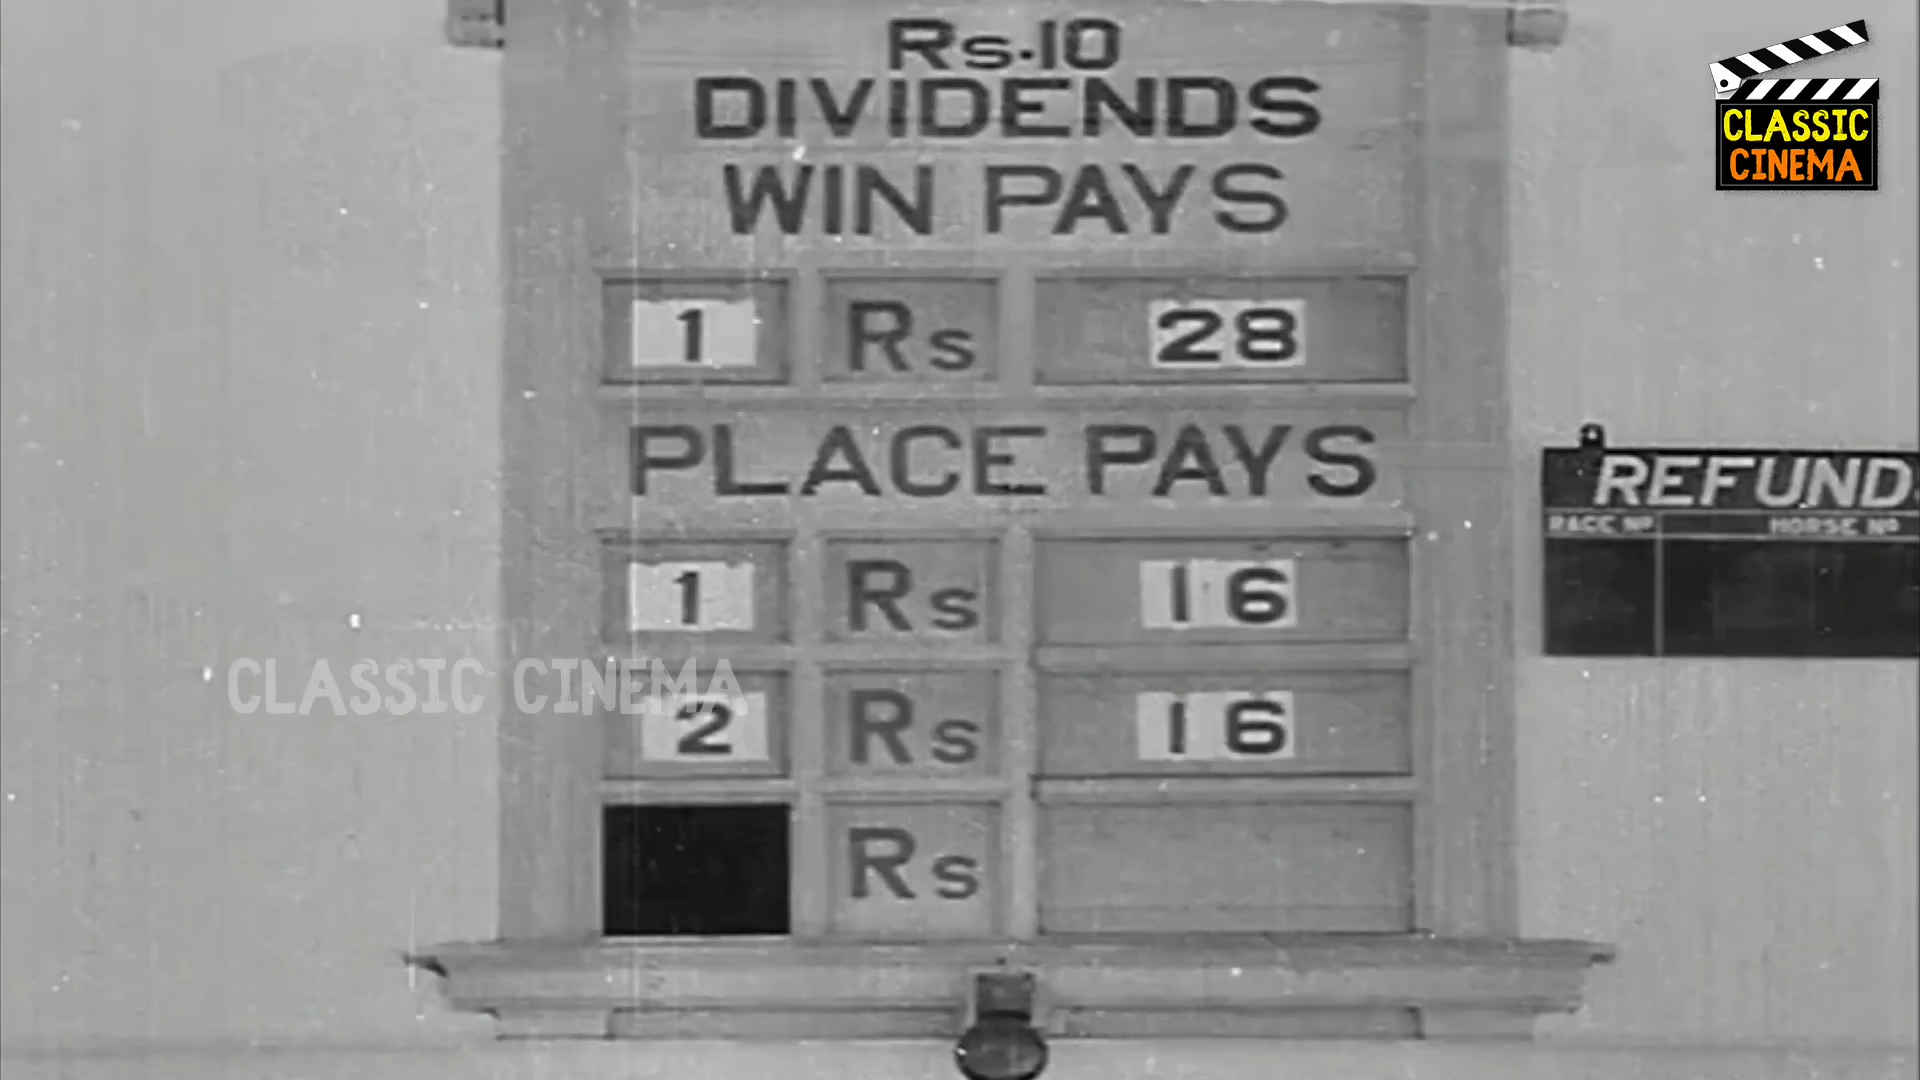 Rs.10
DIVIDENDS
WIN PAYS
1 Rs 28
PLACE PAYS
1 Rs 16
2 Rs 16
Rs
REFUND
RACE No HORSE No
CLASSIC
CINEMA
CLASSIC CINEMA